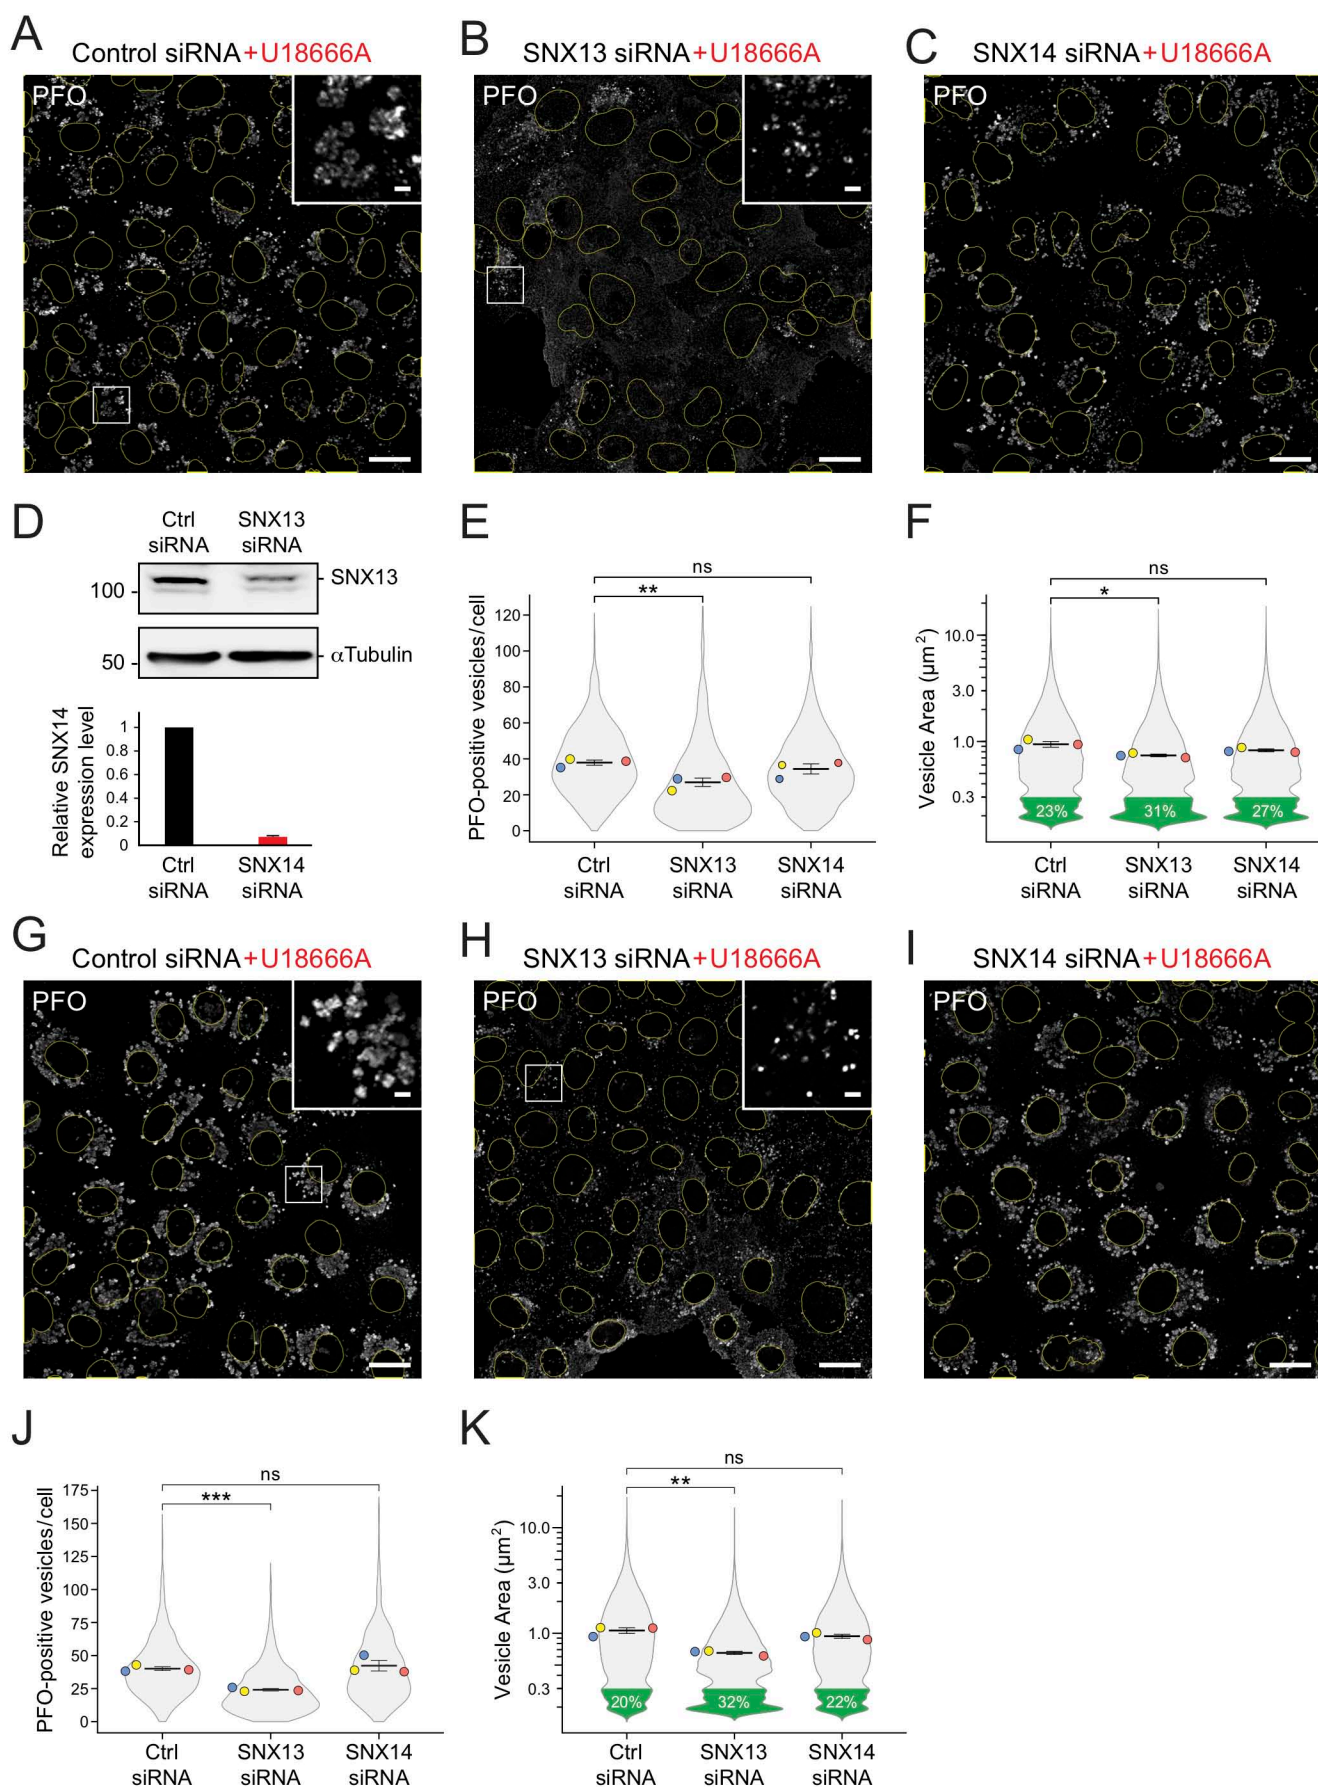 A
Control siRNA+U18666A
PFO
B
SNX13 siRNA+U18666A
PFO
C
SNX14 siRNA+U18666A
PFO
D
Ctrl
siRNA
SNX13
siRNA
100
SNX13
50
αTubulin
Relative SNX14
expression level
1
0.8
0.6
0.4
0.2
0
Ctrl
siRNA
SNX14
siRNA
E
PFO-positive vesicles/cell
120
100
80
60
40
20
0
ns
**
Ctrl
siRNA
SNX13
siRNA
SNX14
siRNA
F
Vesicle Area (µm²)
10.0
3.0
1.0
0.3
ns
*
23%
31%
27%
Ctrl
siRNA
SNX13
siRNA
SNX14
siRNA
G
Control siRNA+U18666A
PFO
H
SNX13 siRNA+U18666A
PFO
I
SNX14 siRNA+U18666A
PFO
J
PFO-positive vesicles/cell
175
150
125
100
75
50
25
0
ns
***
Ctrl
siRNA
SNX13
siRNA
SNX14
siRNA
K
Vesicle Area (µm²)
10.0
3.0
1.0
0.3
ns
**
20%
32%
22%
Ctrl
siRNA
SNX13
siRNA
SNX14
siRNA